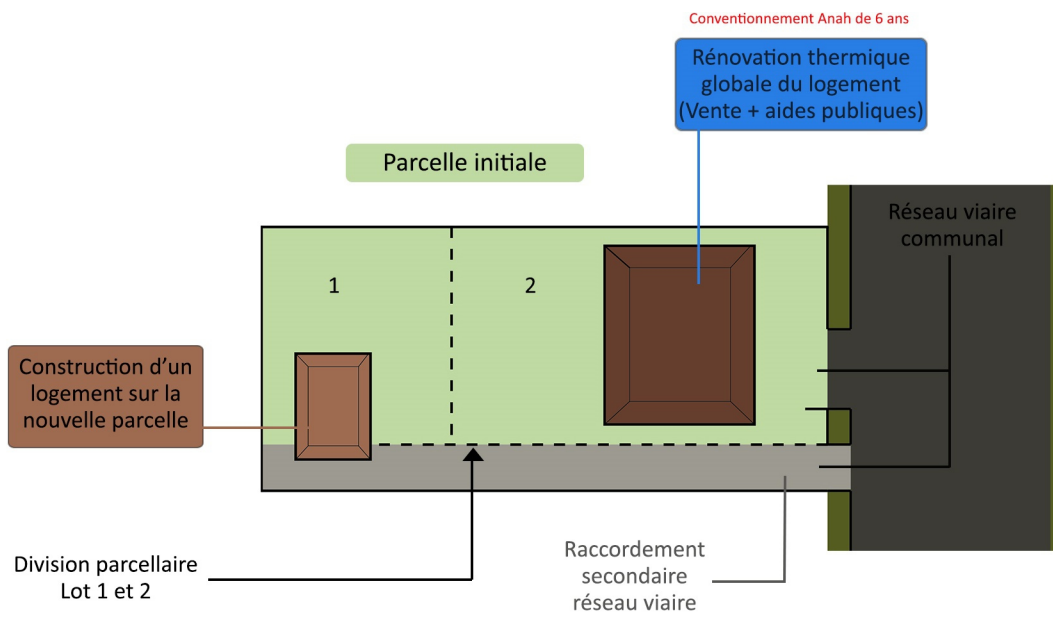 Conventionnement Anah de 6 ans
Rénovation thermique
globale du logement
(Vente + aides publiques)
Parcelle initiale
Réseau viaire
communal
1
2
Construction d’un
logement sur la
nouvelle parcelle
Division parcellaire
Lot 1 et 2
Raccordement
secondaire
réseau viaire